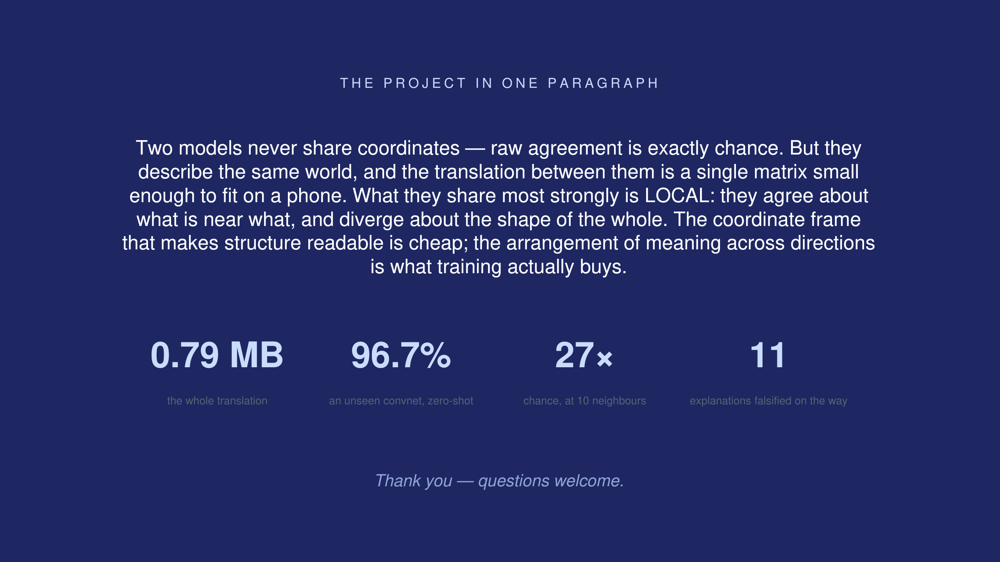 THE PROJECT IN ONE PARAGRAPH
Two models never share coordinates — raw agreement is exactly chance. But they
describe the same world, and the translation between them is a single matrix small
enough to fit on a phone. What they share most strongly is LOCAL: they agree about
what is near what, and diverge about the shape of the whole. The coordinate frame
that makes structure readable is cheap; the arrangement of meaning across directions
is what training actually buys.
0.79 MB 96.7% 27× 11
the whole translation an unseen convnet, zero-shot chance, at 10 neighbours explanations falsified on the way
Thank you — questions welcome.